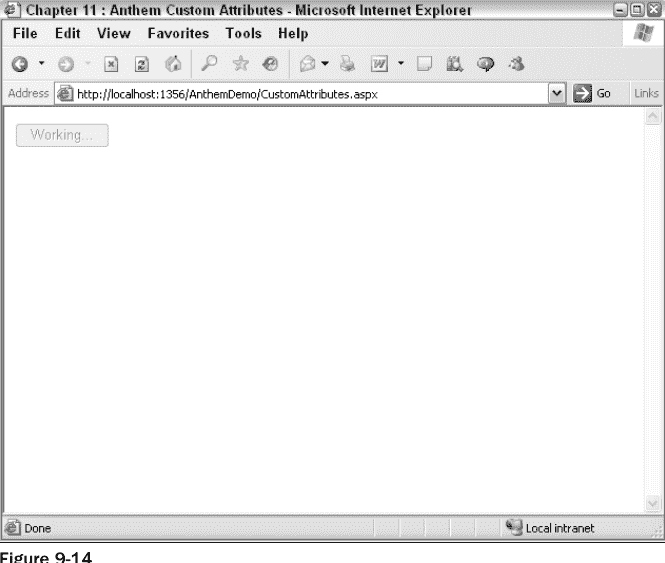 Chapter 11 : Anthem Custom Attributes - Microsoft Internet Explorer
File Edit View Favorites Tools Help
Address http://localhost:1356/AnthemDemo/CustomAttributes.aspx Go Links
Working...
Done Local intranet
Figure 9-14